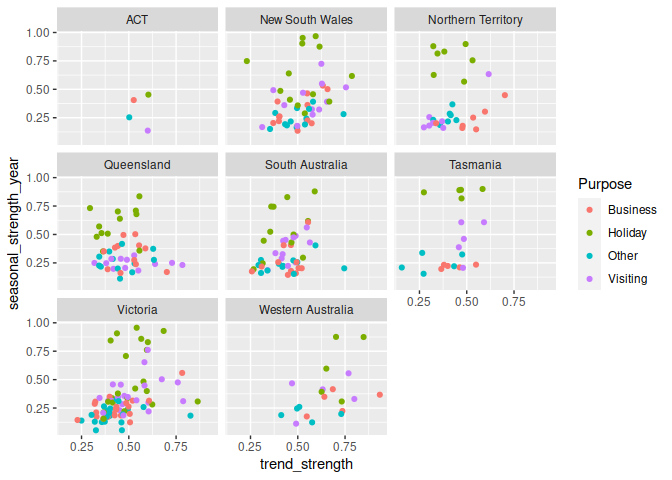 ACT New South Wales Northern Territory
1.00
0.75
0.50
0.25
Queensland South Australia Tasmania
1.00
0.75
0.50
0.25
0.25 0.50 0.75
Victoria Western Australia
1.00
0.75
0.50
0.25
0.25 0.50 0.75 0.25 0.50 0.75
trend_strength
seasonal_strength_year
Purpose
Business
Holiday
Other
Visiting